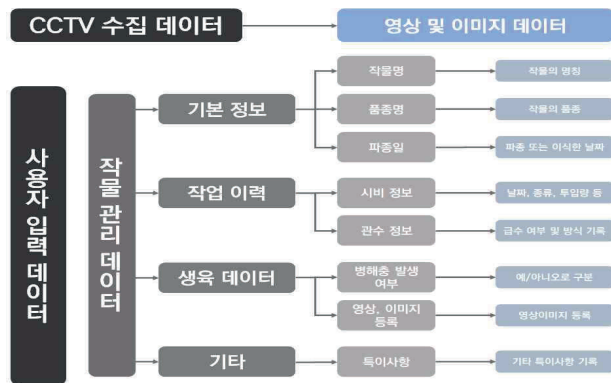 CCTV 수집 데이터
영상 및 이미지 데이터
사용자 입력 데이터
작물 관리 데이터
기본 정보
작물명
작물의 명칭
품종명
작물의 품종
파종일
파종 또는 이식한 날짜
작업 이력
시비 정보
날짜, 종류, 투입량 등
관수 정보
급수 여부 및 방식 기록
생육 데이터
병해충 발생
여부
예/아니오로 구분
영상, 이미지
등록
영상이미지 등록
기타
특이사항
기타 특이사항 기록